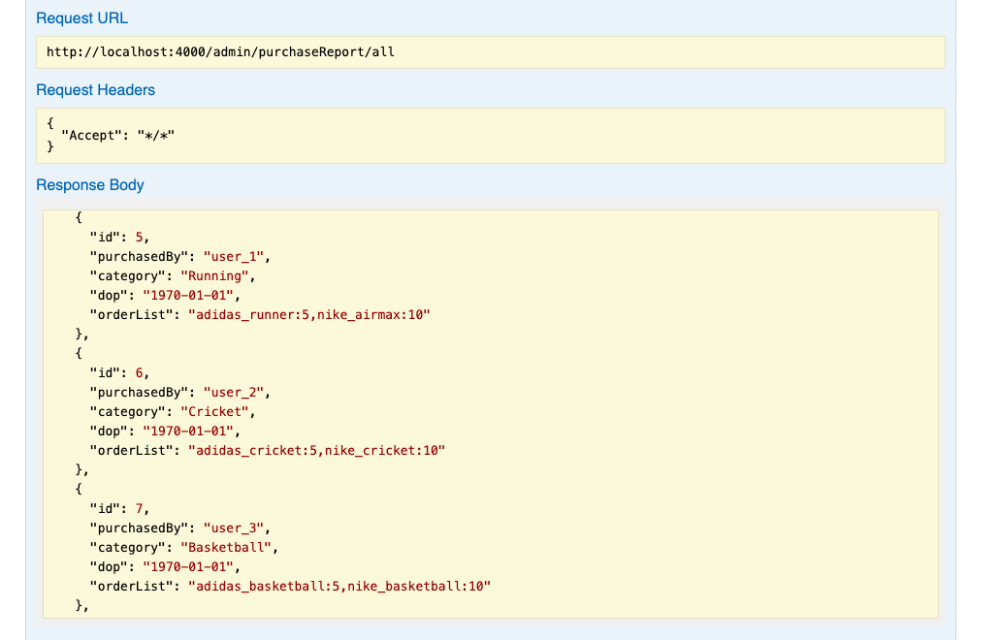 Request URL
http://localhost:4000/admin/purchaseReport/all
Request Headers
{
  "Accept": "*/*"
}
Response Body
{
  "id": 5,
  "purchasedBy": "user_1",
  "category": "Running",
  "dop": "1970-01-01",
  "orderList": "adidas_runner:5,nike_airmax:10"
},
{
  "id": 6,
  "purchasedBy": "user_2",
  "category": "Cricket",
  "dop": "1970-01-01",
  "orderList": "adidas_cricket:5,nike_cricket:10"
},
{
  "id": 7,
  "purchasedBy": "user_3",
  "category": "Basketball",
  "dop": "1970-01-01",
  "orderList": "adidas_basketball:5,nike_basketball:10"
},